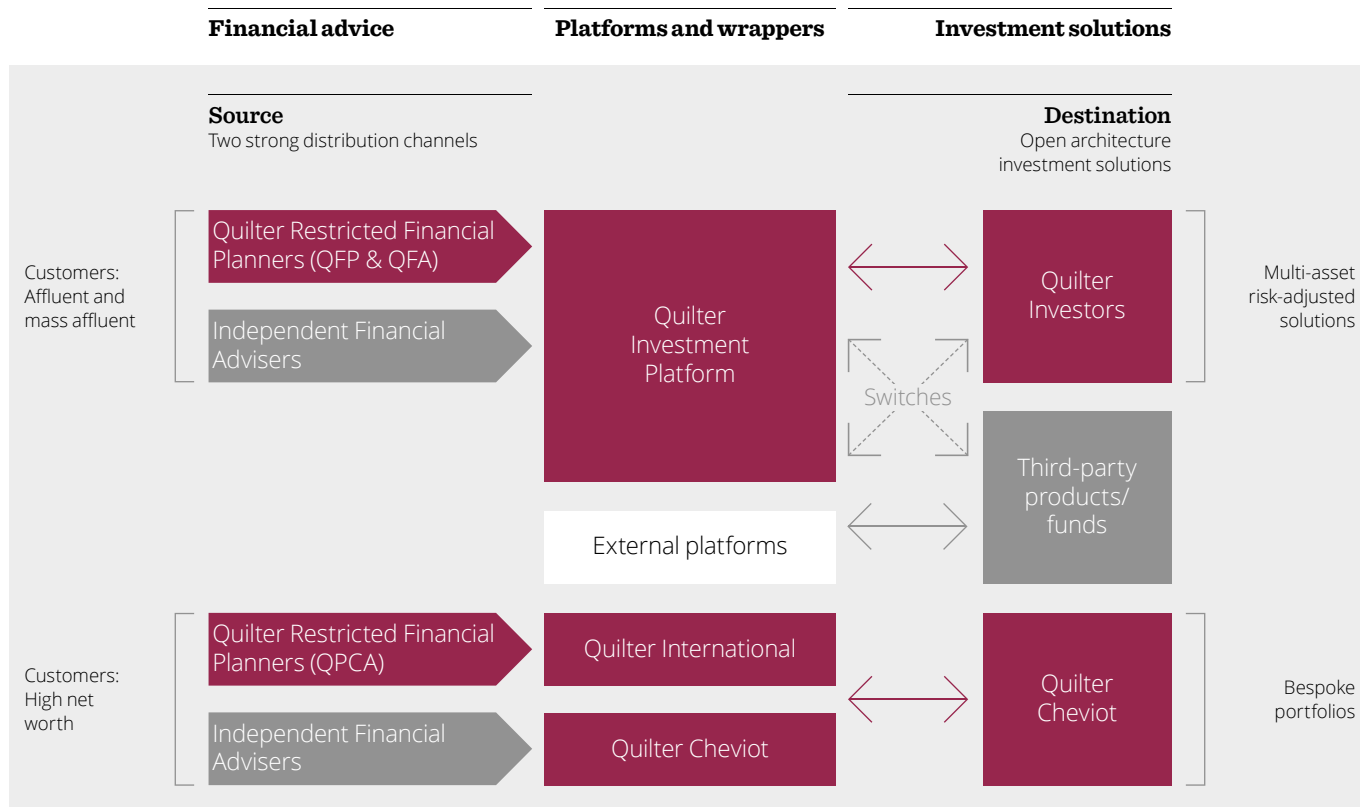 Financial advice
Platforms and wrappers
Investment solutions
Source
Two strong distribution channels
Destination
Open architecture
investment solutions
Customers:
Affluent and
mass affluent
Quilter Restricted Financial
Planners (QFP & QFA)
Independent Financial
Advisers
Quilter
Investment
Platform
Switches
Quilter
Investors
Multi-asset
risk-adjusted
solutions
Third-party
products/
funds
External platforms
Customers:
High net
worth
Quilter Restricted Financial
Planners (QPCA)
Independent Financial
Advisers
Quilter International
Quilter Cheviot
Quilter
Cheviot
Bespoke
portfolios